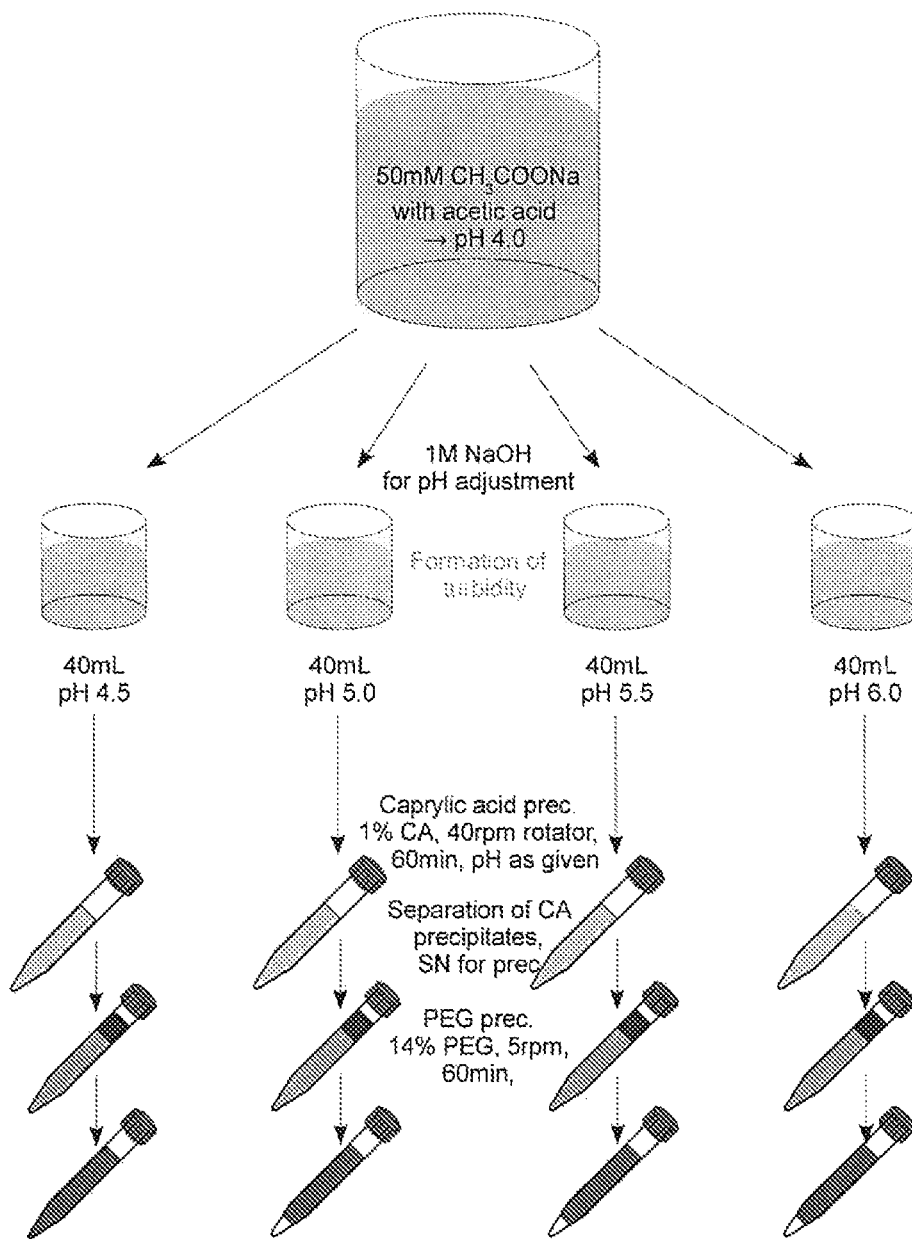 50mM CH₃COONa
with acetic acid
→ pH 4.0
1M NaOH
for pH adjustment
Formation of
turbidity
40mL
pH 4.5
40mL
pH 5.0
40mL
pH 5.5
40mL
pH 6.0
Caprylic acid prec.
1% CA, 40rpm rotator,
60min, pH as given
Separation of CA
precipitates,
SN for prec
PEG prec.
14% PEG, 5rpm,
60min,